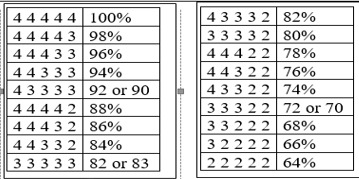 4 4 4 4 4 100%
4 4 4 4 3 98%
4 4 4 3 3 96%
4 4 3 3 3 94%
4 3 3 3 3 92 or 90
4 4 4 4 2 88%
4 4 4 3 2 86%
4 4 3 3 2 84%
3 3 3 3 3 82 or 83
4 3 3 3 2 82%
3 3 3 3 2 80%
4 4 4 2 2 78%
4 4 3 2 2 76%
4 3 3 2 2 74%
3 3 3 2 2 72 or 70
3 3 2 2 2 68%
3 2 2 2 2 66%
2 2 2 2 2 64%